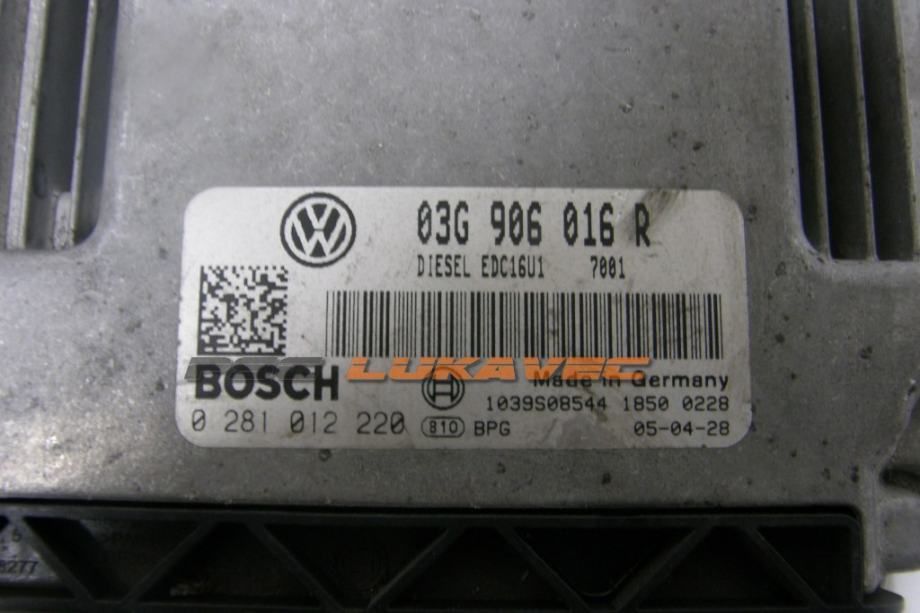 03G 906 016 R
DIESEL EDC16U1 7001
LUKAVEC
BOSCH
Made in Germany
1039S08544 1850 0228
0 281 012 220
810 BPG
05-04-28